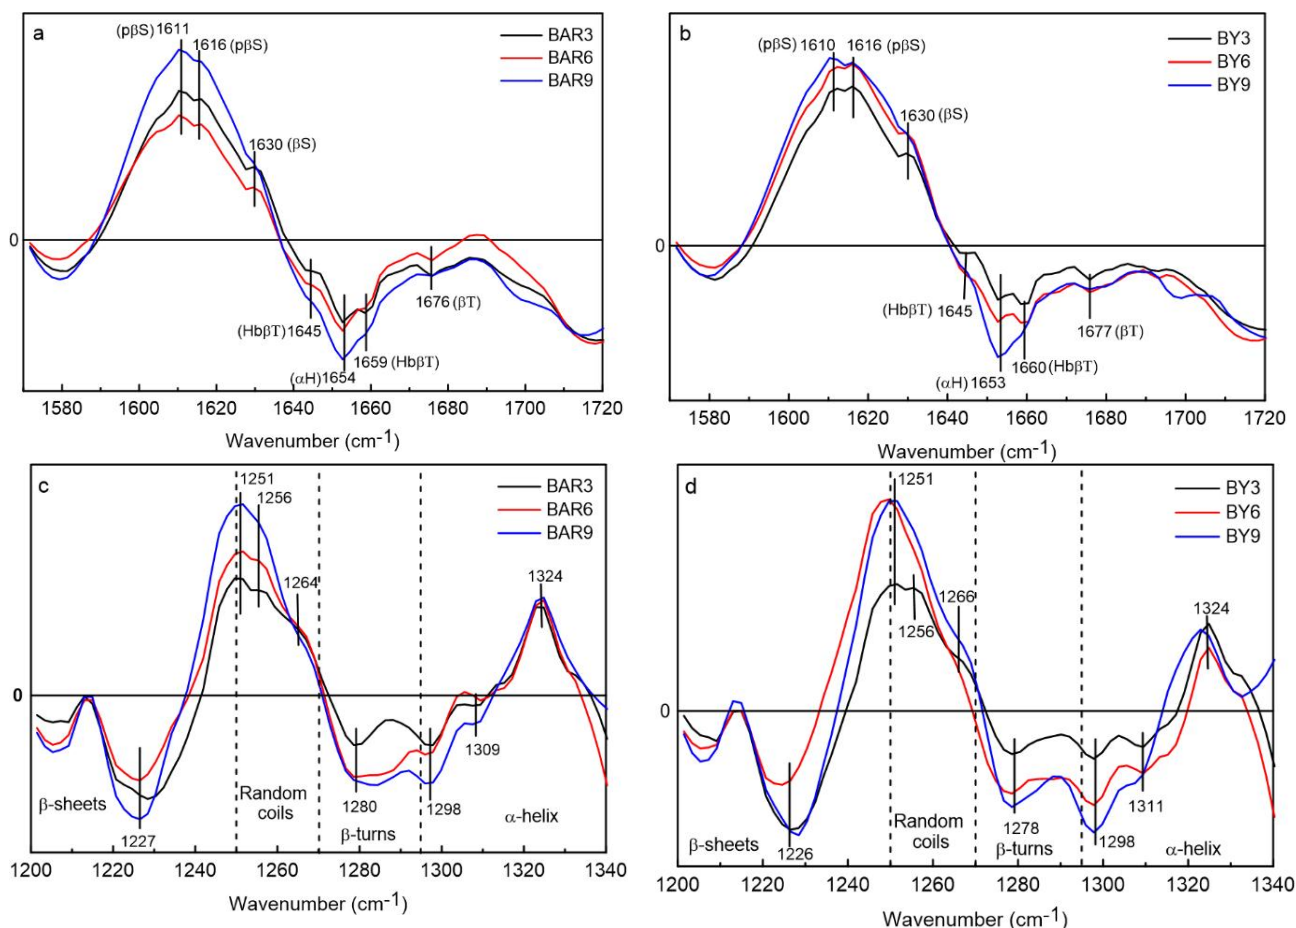 a
(pβS) 1611
1616 (pβS)
BAR3
BAR6
BAR9
1630 (βS)
0
(HbβT) 1645
1676 (βT)
1659 (HbβT)
(αH) 1654
1580 1600 1620 1640 1660 1680 1700 1720
Wavenumber (cm-1)
b
(pβS) 1610
1616 (pβS)
BY3
BY6
BY9
1630 (βS)
0
(HbβT) 1645
1677 (βT)
1660 (HbβT)
(αH) 1653
1580 1600 1620 1640 1660 1680 1700 1720
Wavenumber (cm-1)
c
1251
1256
BAR3
BAR6
BAR9
1264
1324
0
1309
β-sheets
Random
coils
1280
1298
α-helix
β-turns
1227
1200 1220 1240 1260 1280 1300 1320 1340
Wavenumber (cm-1)
d
1251
BY3
BY6
BY9
1266
1256
1324
0
1311
Random
coils
1278
1298
β-sheets
β-turns
α-helix
1226
1200 1220 1240 1260 1280 1300 1320 1340
Wavenumber (cm-1)